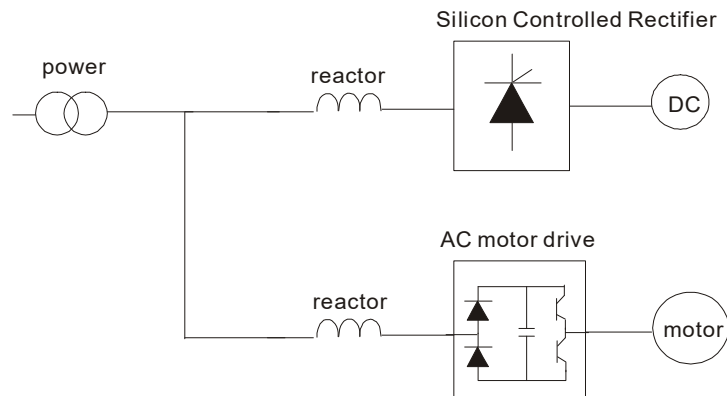 Silicon Controlled Rectifier
power
reactor
DC
AC motor drive
reactor
motor